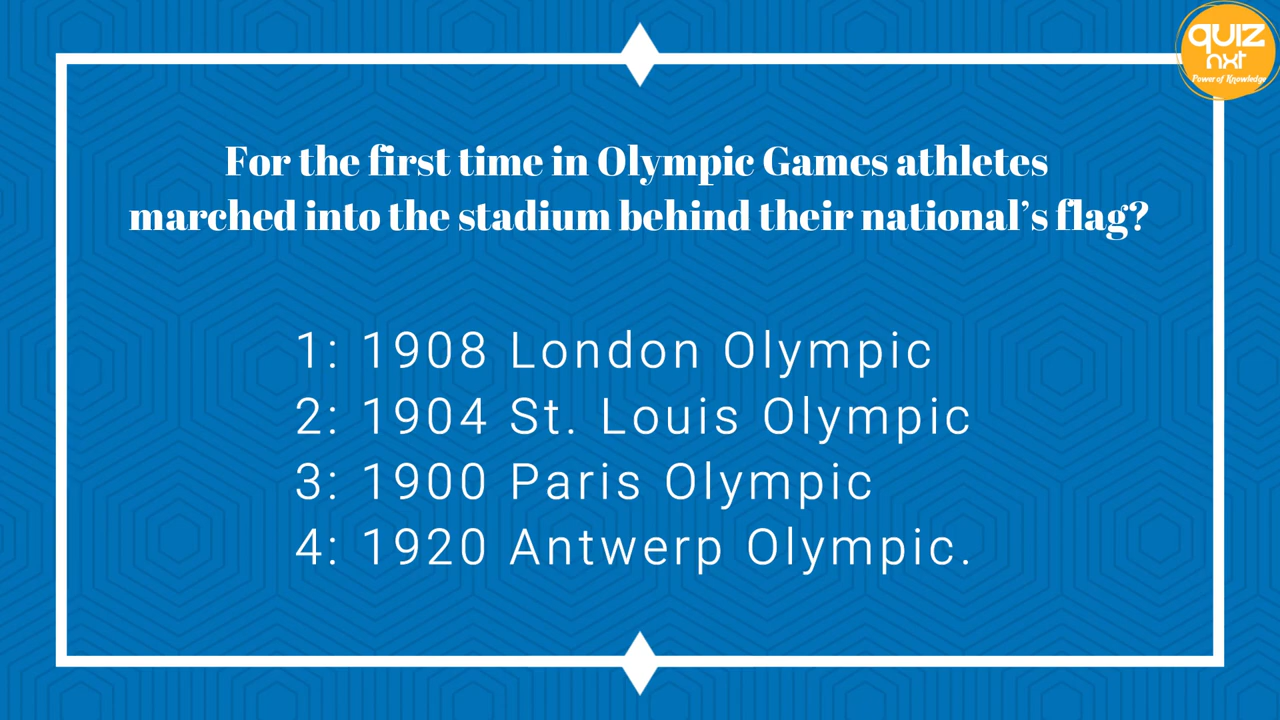 quiz
nxt
Power of Knowledge
For the first time in Olympic Games athletes
marched into the stadium behind their national’s flag?
1: 1908 London Olympic
2: 1904 St. Louis Olympic
3: 1900 Paris Olympic
4: 1920 Antwerp Olympic.